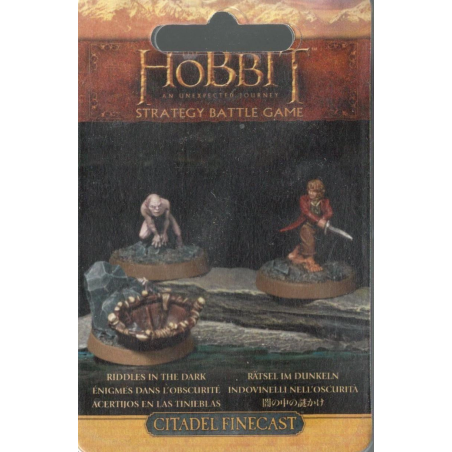 THE
HOBBIT
AN UNEXPECTED JOURNEY
STRATEGY BATTLE GAME
RIDDLES IN THE DARK
ÉNIGMES DANS L'OBSCURITÉ
ACERTIJOS EN LAS TINIEBLAS
RÄTSEL IM DUNKELN
INDOVINELLI NELL'OSCURITÀ
闇の中の謎かけ
CITADEL FINECAST